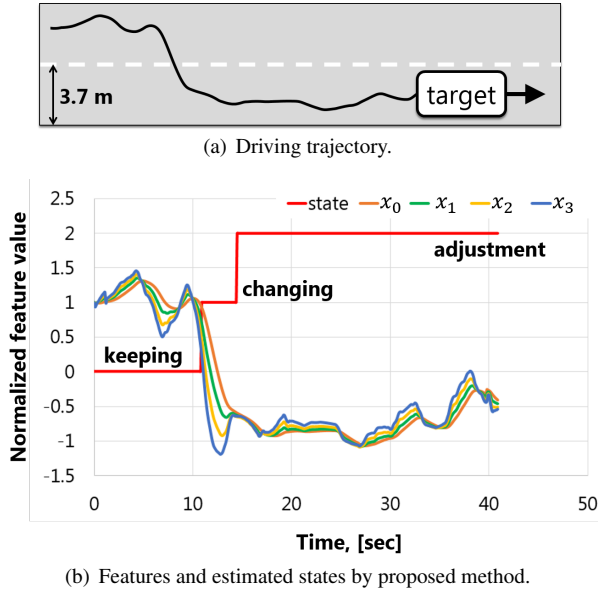 3.7 m
target
(a) Driving trajectory.
Normalized feature value
2.5
2
1.5
1
0.5
0
-0.5
-1
-1.5
state x₀ x₁ x₂ x₃
adjustment
changing
keeping
0 10 20 30 40 50
Time, [sec]
(b) Features and estimated states by proposed method.